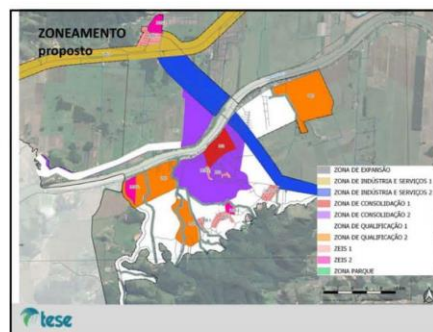 ZONEAMENTO
proposto
ZONA DE EXPANSÃO
ZONA DE INDÚSTRIA E SERVIÇOS 1
ZONA DE INDÚSTRIA E SERVIÇOS 2
ZONA DE CONSOLIDAÇÃO 1
ZONA DE CONSOLIDAÇÃO 2
ZONA DE QUALIFICAÇÃO 1
ZONA DE QUALIFICAÇÃO 2
ZEIS 1
ZEIS 2
ZONA PARQUE
tese